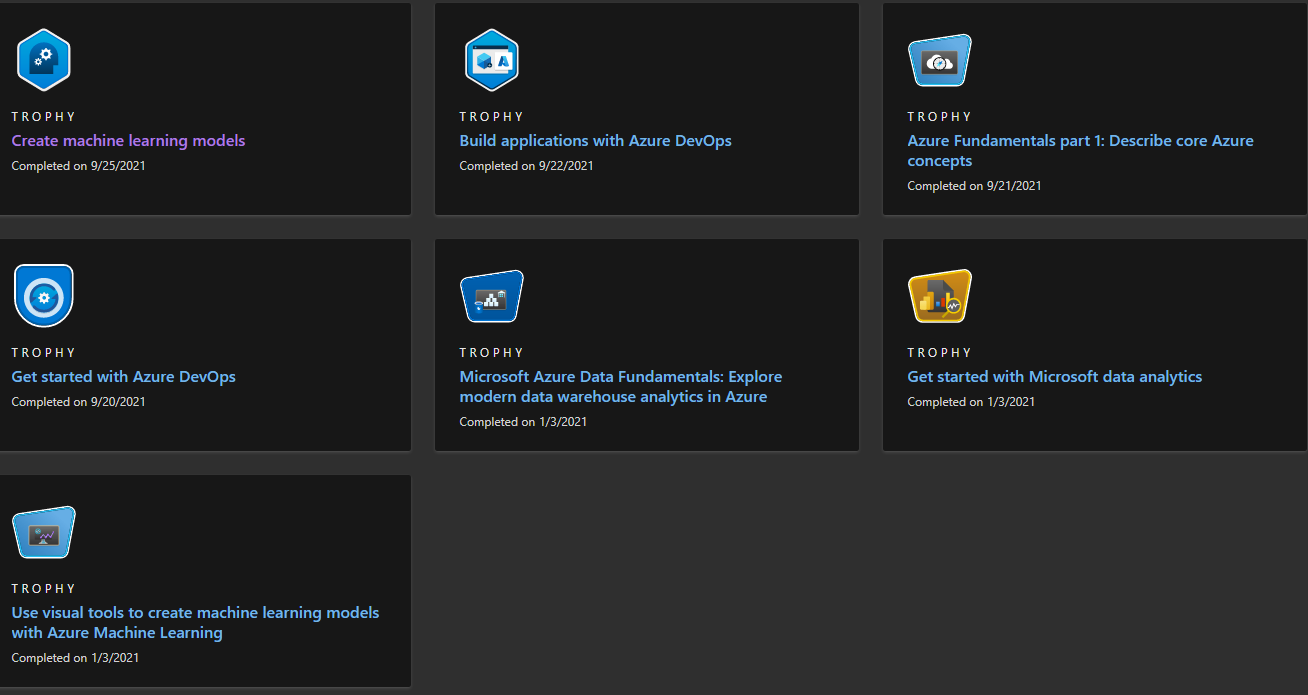 TROPHY
Create machine learning models
Completed on 9/25/2021
TROPHY
Build applications with Azure DevOps
Completed on 9/22/2021
TROPHY
Azure Fundamentals part 1: Describe core Azure
concepts
Completed on 9/21/2021
TROPHY
Get started with Azure DevOps
Completed on 9/20/2021
TROPHY
Microsoft Azure Data Fundamentals: Explore
modern data warehouse analytics in Azure
Completed on 1/3/2021
TROPHY
Get started with Microsoft data analytics
Completed on 1/3/2021
TROPHY
Use visual tools to create machine learning models
with Azure Machine Learning
Completed on 1/3/2021